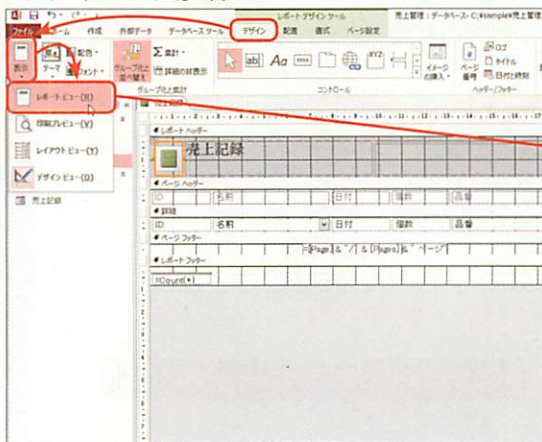 レポート デザイン ツール 売上管理 : データベース- C:¥sample¥売上管理
ファイル ホーム 作成 外部データ データベース ツール デザイン 配置 書式 ページ設定
表示 テーマ 配色 フォント グループ化と並べ替え Σ 集計 詳細の非表示 ab| Aa XYZ イメージの挿入 ページ番号 ロゴ タイトル 日付と時刻
グループ化と集計 コントロール ヘッダー/フッター
レポート ビュー(R)
印刷プレビュー(V)
レイアウト ビュー(Y)
デザイン ビュー(D)
売上記録
レポート ヘッダー
売上記録
ページ ヘッダー
ID 名前 日付 個数 品番
詳細
ID 名前 日付 個数 品番
ページ フッター
=[Page] & "/" & [Pages] & " ページ"
レポート フッター
=Count(*)